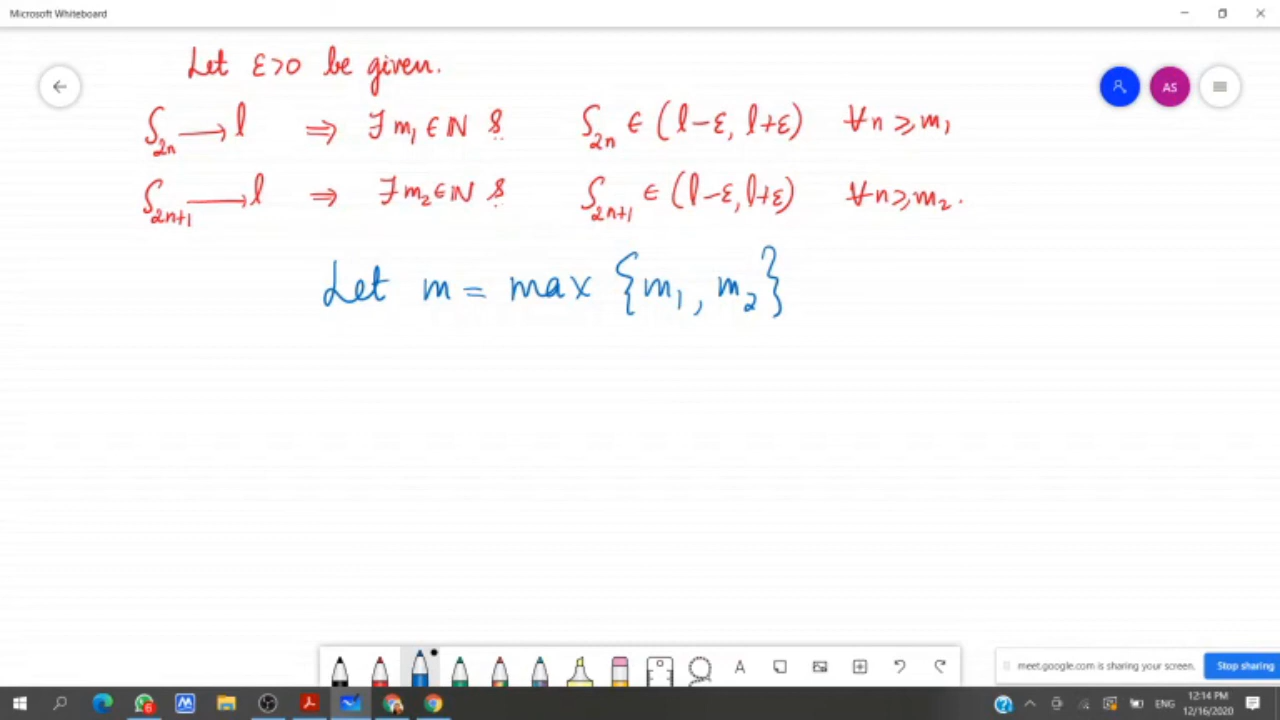 Microsoft Whiteboard
Let ε>0 be given.
AS
S₂ₙ ⟶ l ⇒ ∃ m₁ ∈ ℕ s. S₂ₙ ∈ (l-ε, l+ε) ∀n ⩾ m₁
S₂ₙ₊₁ ⟶ l ⇒ ∃ m₂ ∈ ℕ s. S₂ₙ₊₁ ∈ (l-ε, l+ε) ∀n ⩾ m₂.
Let m = max {m₁, m₂}
meet.google.com is sharing your screen. Stop sharing
ENG 12:14 PM
12/16/2020